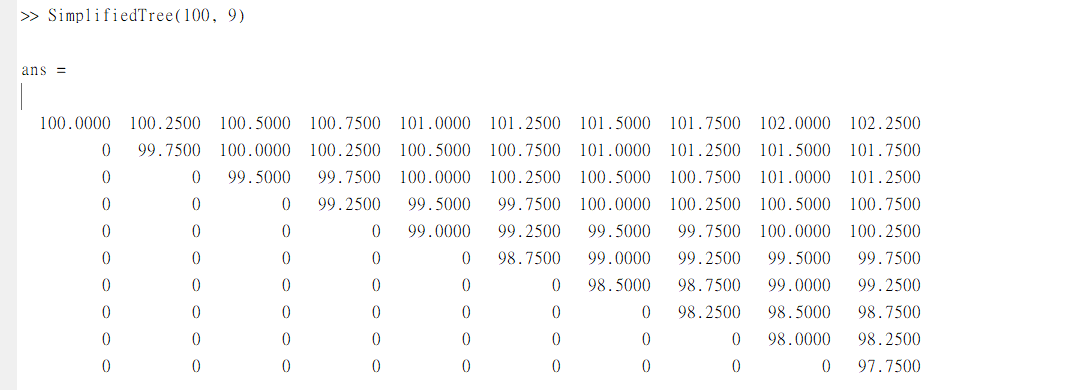 >> SimplifiedTree(100, 9)
ans =
100.0000 100.2500 100.5000 100.7500 101.0000 101.2500 101.5000 101.7500 102.0000 102.2500
0 99.7500 100.0000 100.2500 100.5000 100.7500 101.0000 101.2500 101.5000 101.7500
0 0 99.5000 99.7500 100.0000 100.2500 100.5000 100.7500 101.0000 101.2500
0 0 0 99.2500 99.5000 99.7500 100.0000 100.2500 100.5000 100.7500
0 0 0 0 99.0000 99.2500 99.5000 99.7500 100.0000 100.2500
0 0 0 0 0 98.7500 99.0000 99.2500 99.5000 99.7500
0 0 0 0 0 0 98.5000 98.7500 99.0000 99.2500
0 0 0 0 0 0 0 98.2500 98.5000 98.7500
0 0 0 0 0 0 0 0 98.0000 98.2500
0 0 0 0 0 0 0 0 0 97.7500